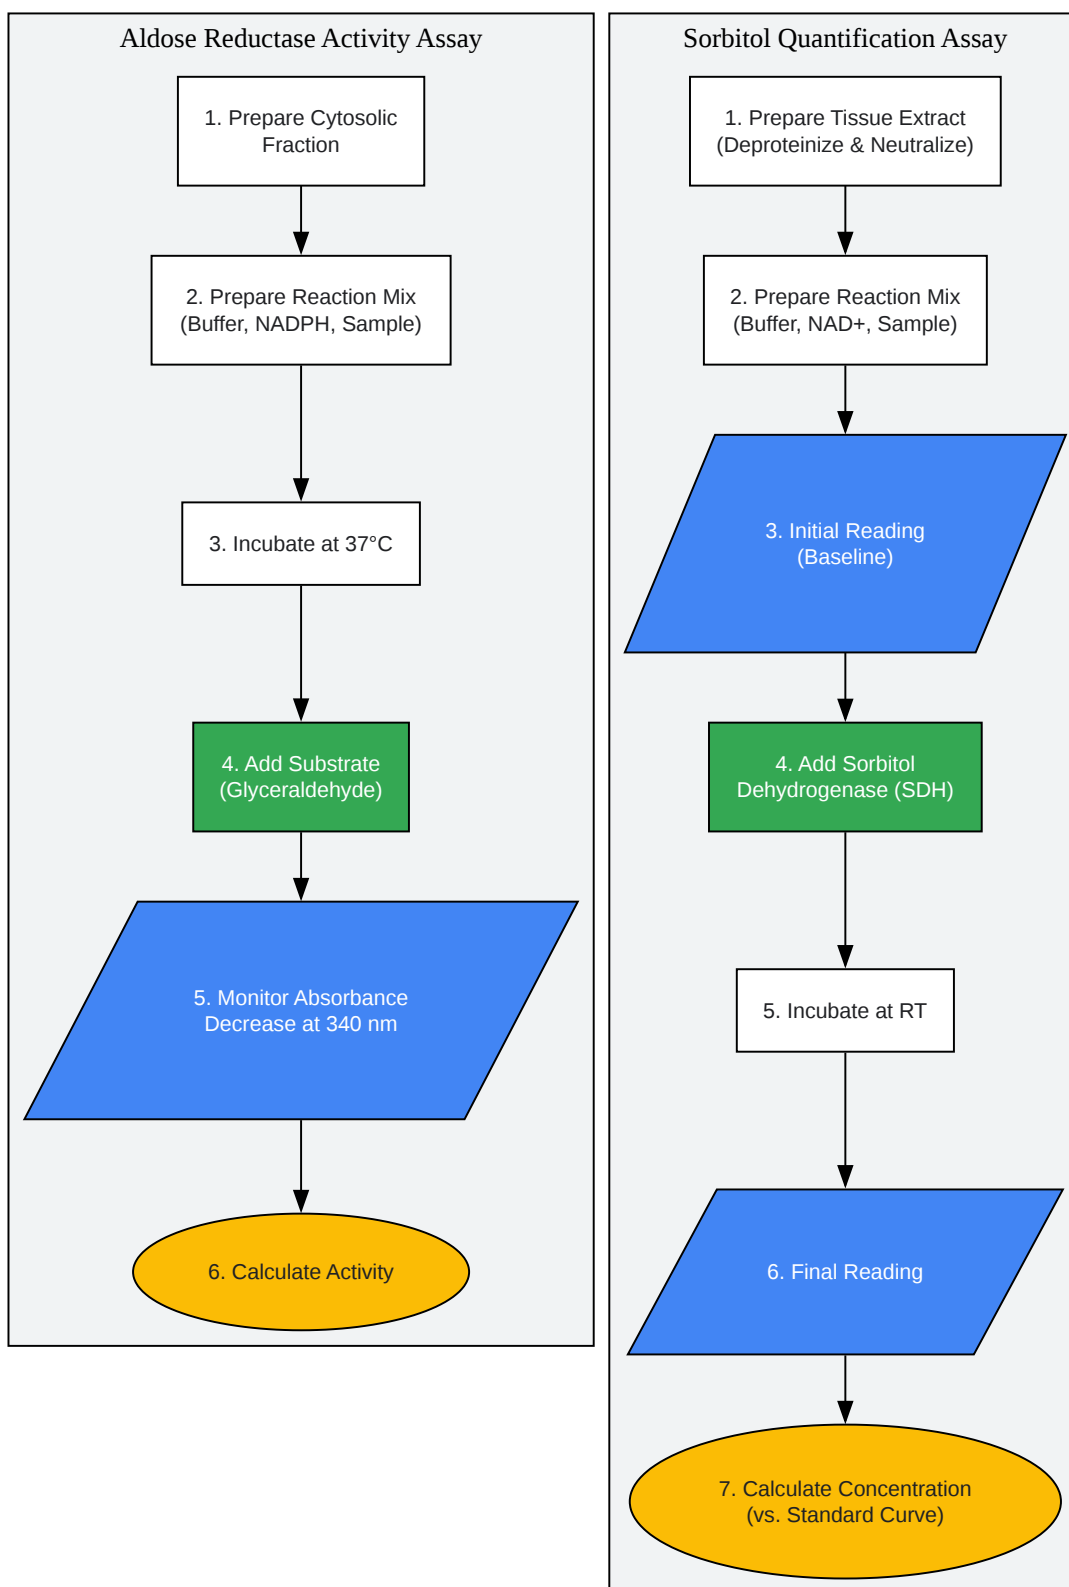 Aldose Reductase Activity Assay
1. Prepare Cytosolic
Fraction
2. Prepare Reaction Mix
(Buffer, NADPH, Sample)
3. Incubate at 37°C
4. Add Substrate
(Glyceraldehyde)
5. Monitor Absorbance
Decrease at 340 nm
6. Calculate Activity
Sorbitol Quantification Assay
1. Prepare Tissue Extract
(Deproteinize & Neutralize)
2. Prepare Reaction Mix
(Buffer, NAD+, Sample)
3. Initial Reading
(Baseline)
4. Add Sorbitol
Dehydrogenase (SDH)
5. Incubate at RT
6. Final Reading
7. Calculate Concentration
(vs. Standard Curve)